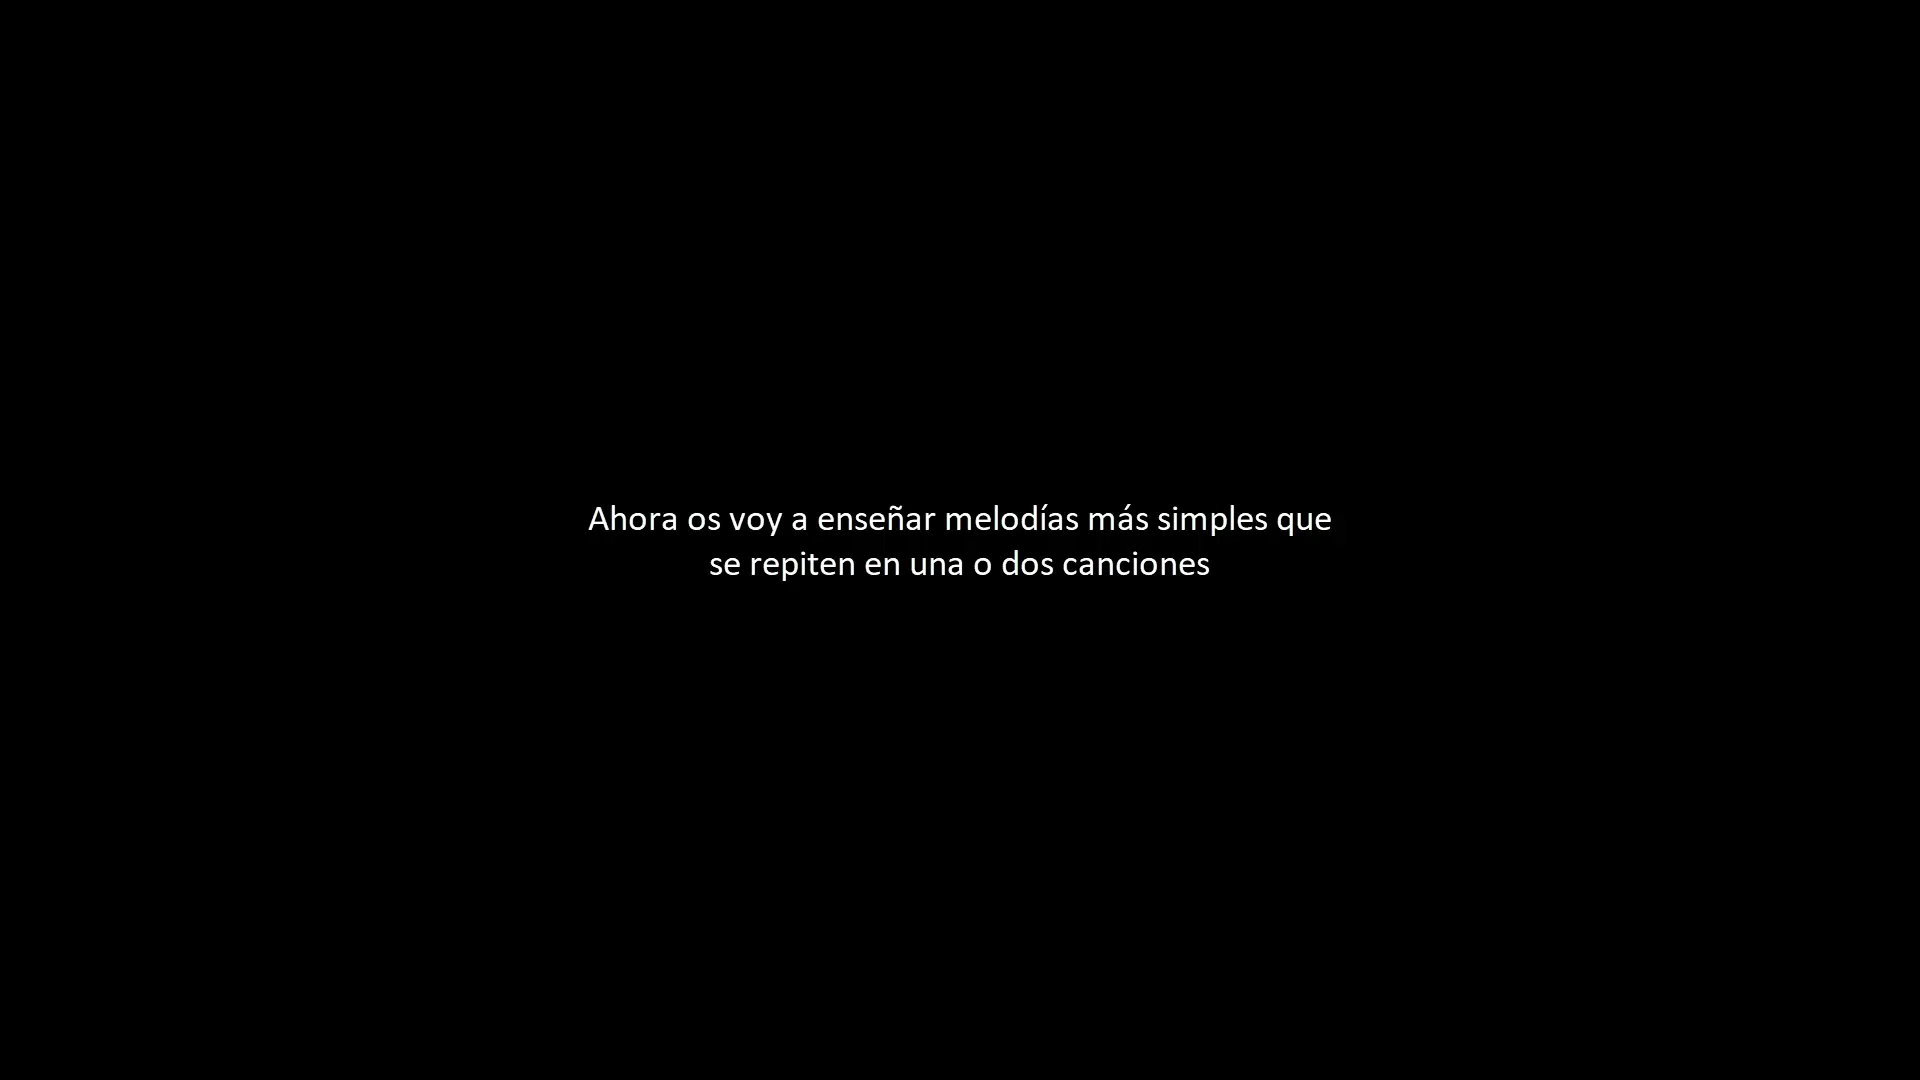 Ahora os voy a enseñar melodías más simples que
se repiten en una o dos canciones